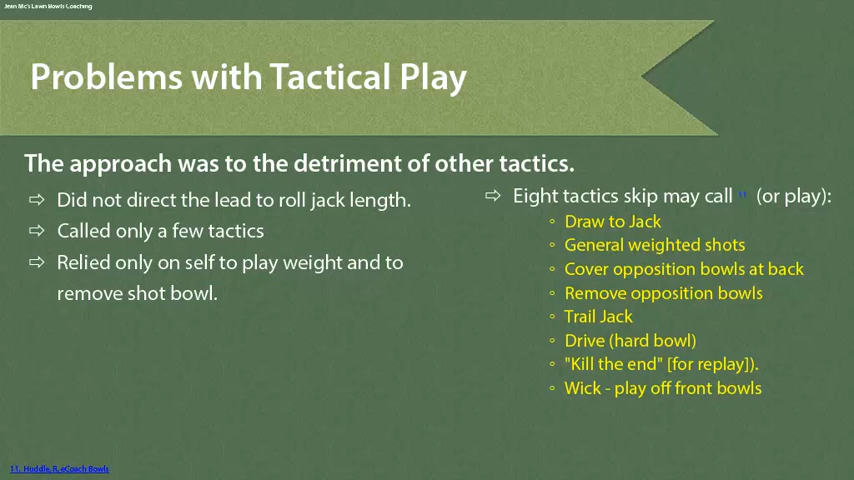 Jean Mc's Lawn Bowls Coaching
Problems with Tactical Play
The approach was to the detriment of other tactics.
⇨ Did not direct the lead to roll jack length.
⇨ Called only a few tactics
⇨ Relied only on self to play weight and to
remove shot bowl.
⇨ Eight tactics skip may call 11 (or play):
◦ Draw to Jack
◦ General weighted shots
◦ Cover opposition bowls at back
◦ Remove opposition bowls
◦ Trail Jack
◦ Drive (hard bowl)
◦ "Kill the end" [for replay]).
◦ Wick - play off front bowls
11. Huddle, R, eCoach Bowls